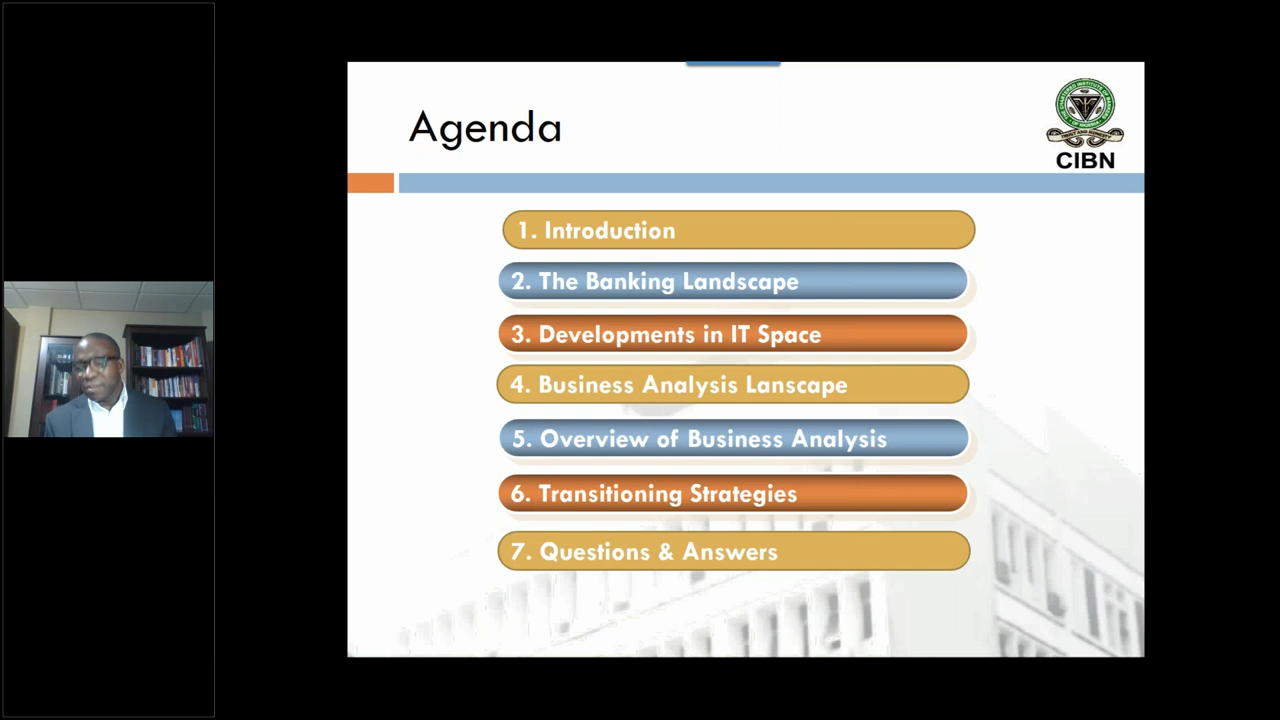 Agenda
CIBN
1. Introduction
2. The Banking Landscape
3. Developments in IT Space
4. Business Analysis Lanscape
5. Overview of Business Analysis
6. Transitioning Strategies
7. Questions & Answers